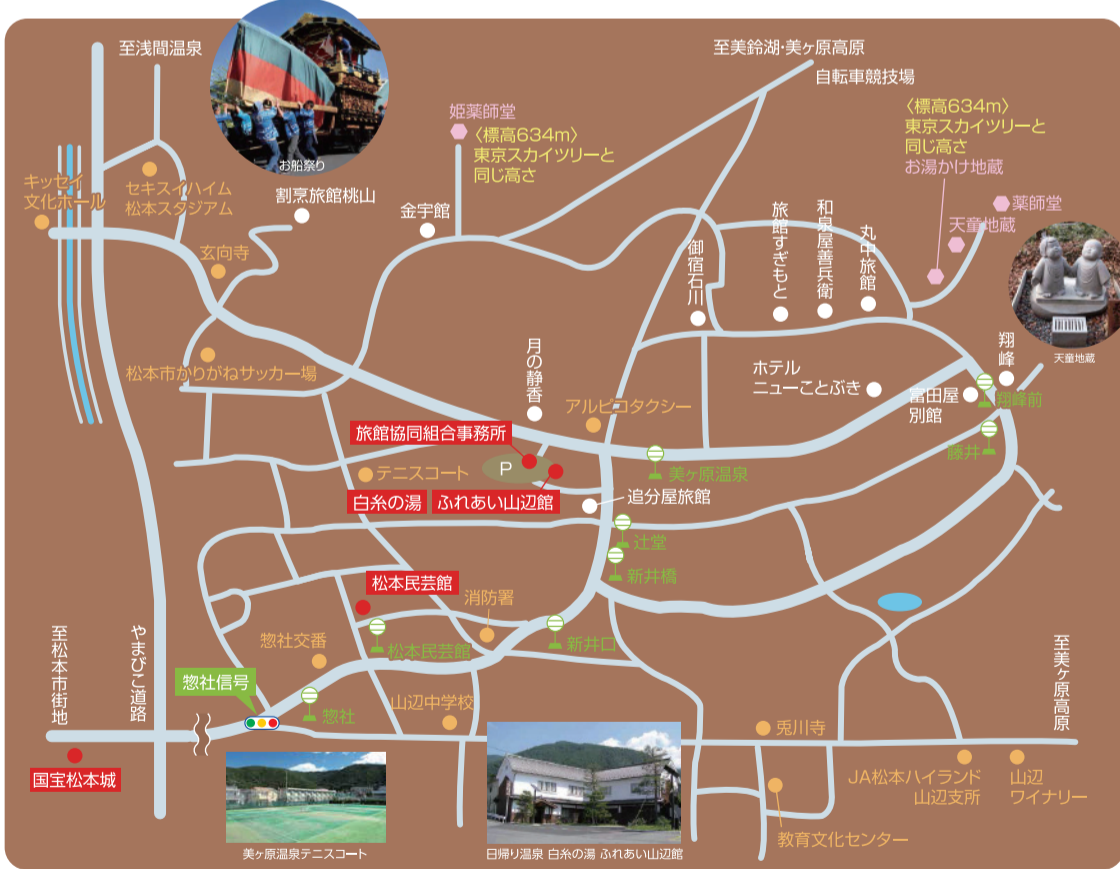 至浅間温泉
お船祭り
至美鈴湖・美ヶ原高原
自転車競技場
姫薬師堂
〈標高634m〉
東京スカイツリーと
同じ高さ
〈標高634m〉
東京スカイツリーと
同じ高さ
お湯かけ地蔵
薬師堂
天童地蔵
天童地蔵
キッセイ
文化ホール
セキスイハイム
松本スタジアム
割烹旅館桃山
金宇館
玄向寺
御宿石川
旅館すぎもと
和泉屋善兵衛
丸中旅館
松本市かりがねサッカー場
月の静香
アルピコタクシー
ホテル
ニューことぶき
翔峰
富田屋
別館
翔峰前
藤井
旅館協同組合事務所
P
テニスコート
白糸の湯
ふれあい山辺館
美ヶ原温泉
追分屋旅館
辻堂
新井橋
松本民芸館
消防署
松本民芸館
新井口
惣社交番
惣社信号
惣社
山辺中学校
至松本市街地
やまびこ道路
至美ヶ原高原
国宝松本城
兎川寺
JA松本ハイランド
山辺支所
山辺
ワイナリー
教育文化センター
美ヶ原温泉テニスコート
日帰り温泉 白糸の湯 ふれあい山辺館